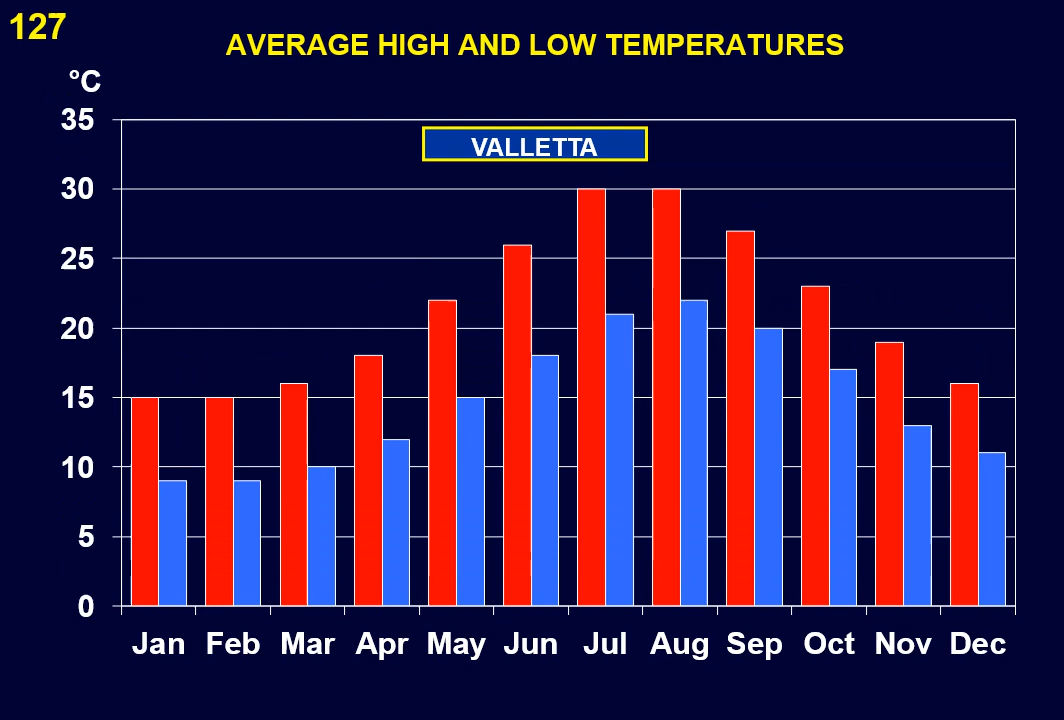 127
AVERAGE HIGH AND LOW TEMPERATURES
°C
VALLETTA
35
30
25
20
15
10
5
0
Jan Feb Mar Apr May Jun Jul Aug Sep Oct Nov Dec